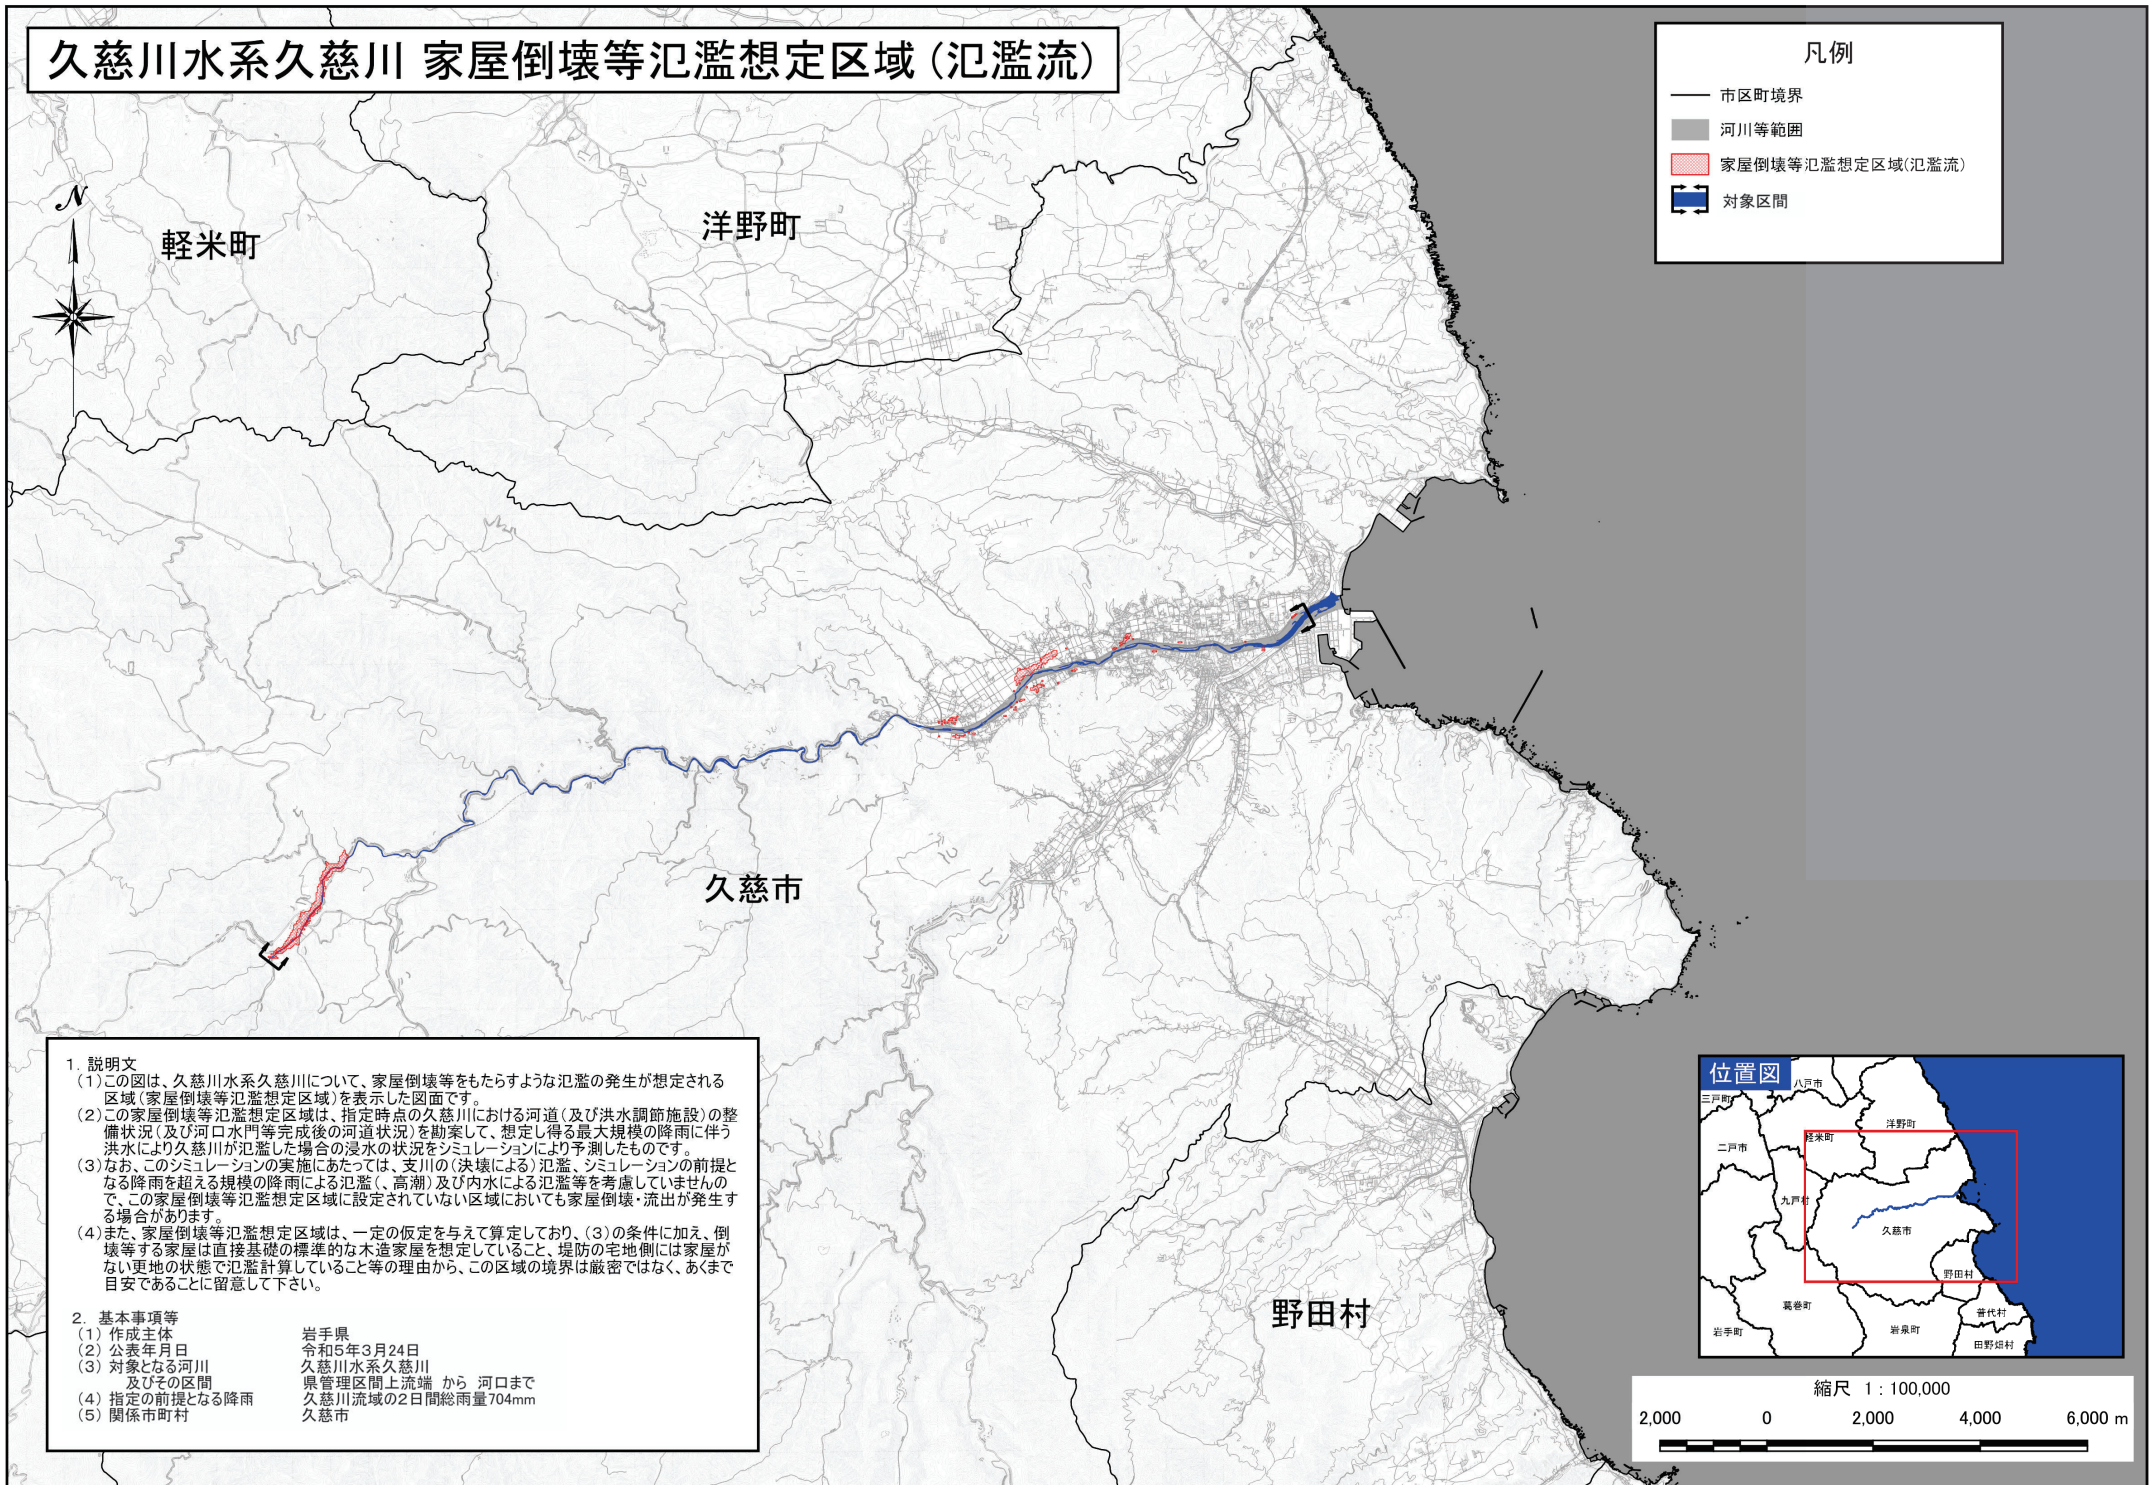 久慈川水系久慈川 家屋倒壊等氾濫想定区域（氾濫流）
凡例
市区町境界
河川等範囲
家屋倒壊等氾濫想定区域(氾濫流)
対象区間
N
軽米町
洋野町
久慈市
野田村
1. 説明文
(1)この図は、久慈川水系久慈川について、家屋倒壊等をもたらすような氾濫の発生が想定される
区域(家屋倒壊等氾濫想定区域)を表示した図面です。
(2)この家屋倒壊等氾濫想定区域は、指定時点の久慈川における河道(及び洪水調節施設)の整
備状況(及び河口水門等完成後の河道状況)を勘案して、想定し得る最大規模の降雨に伴う
洪水により久慈川が氾濫した場合の浸水の状況をシミュレーションにより予測したものです。
(3)なお、このシミュレーションの実施にあたっては、支川の(決壊による)氾濫、シミュレーションの前提と
なる降雨を超える規模の降雨による氾濫(、高潮)及び内水による氾濫等を考慮していませんの
で、この家屋倒壊等氾濫想定区域に設定されていない区域においても家屋倒壊・流出が発生す
る場合があります。
(4)また、家屋倒壊等氾濫想定区域は、一定の仮定を与えて算定しており、(3)の条件に加え、倒
壊等する家屋は直接基礎の標準的な木造家屋を想定していること、堤防の宅地側には家屋が
ない更地の状態で氾濫計算していること等の理由から、この区域の境界は厳密ではなく、あくまで
目安であることに留意して下さい。
2. 基本事項等
(1) 作成主体 岩手県
(2) 公表年月日 令和5年3月24日
(3) 対象となる河川 久慈川水系久慈川
及びその区間 県管理区間上流端 から 河口まで
(4) 指定の前提となる降雨 久慈川流域の2日間総雨量704mm
(5) 関係市町村 久慈市
位置図
八戸市
三戸町
洋野町
軽米町
二戸市
九戸村
久慈市
野田村
葛巻町
普代村
岩手町
岩泉町
田野畑村
縮尺 1：100,000
2,000 0 2,000 4,000 6,000 m